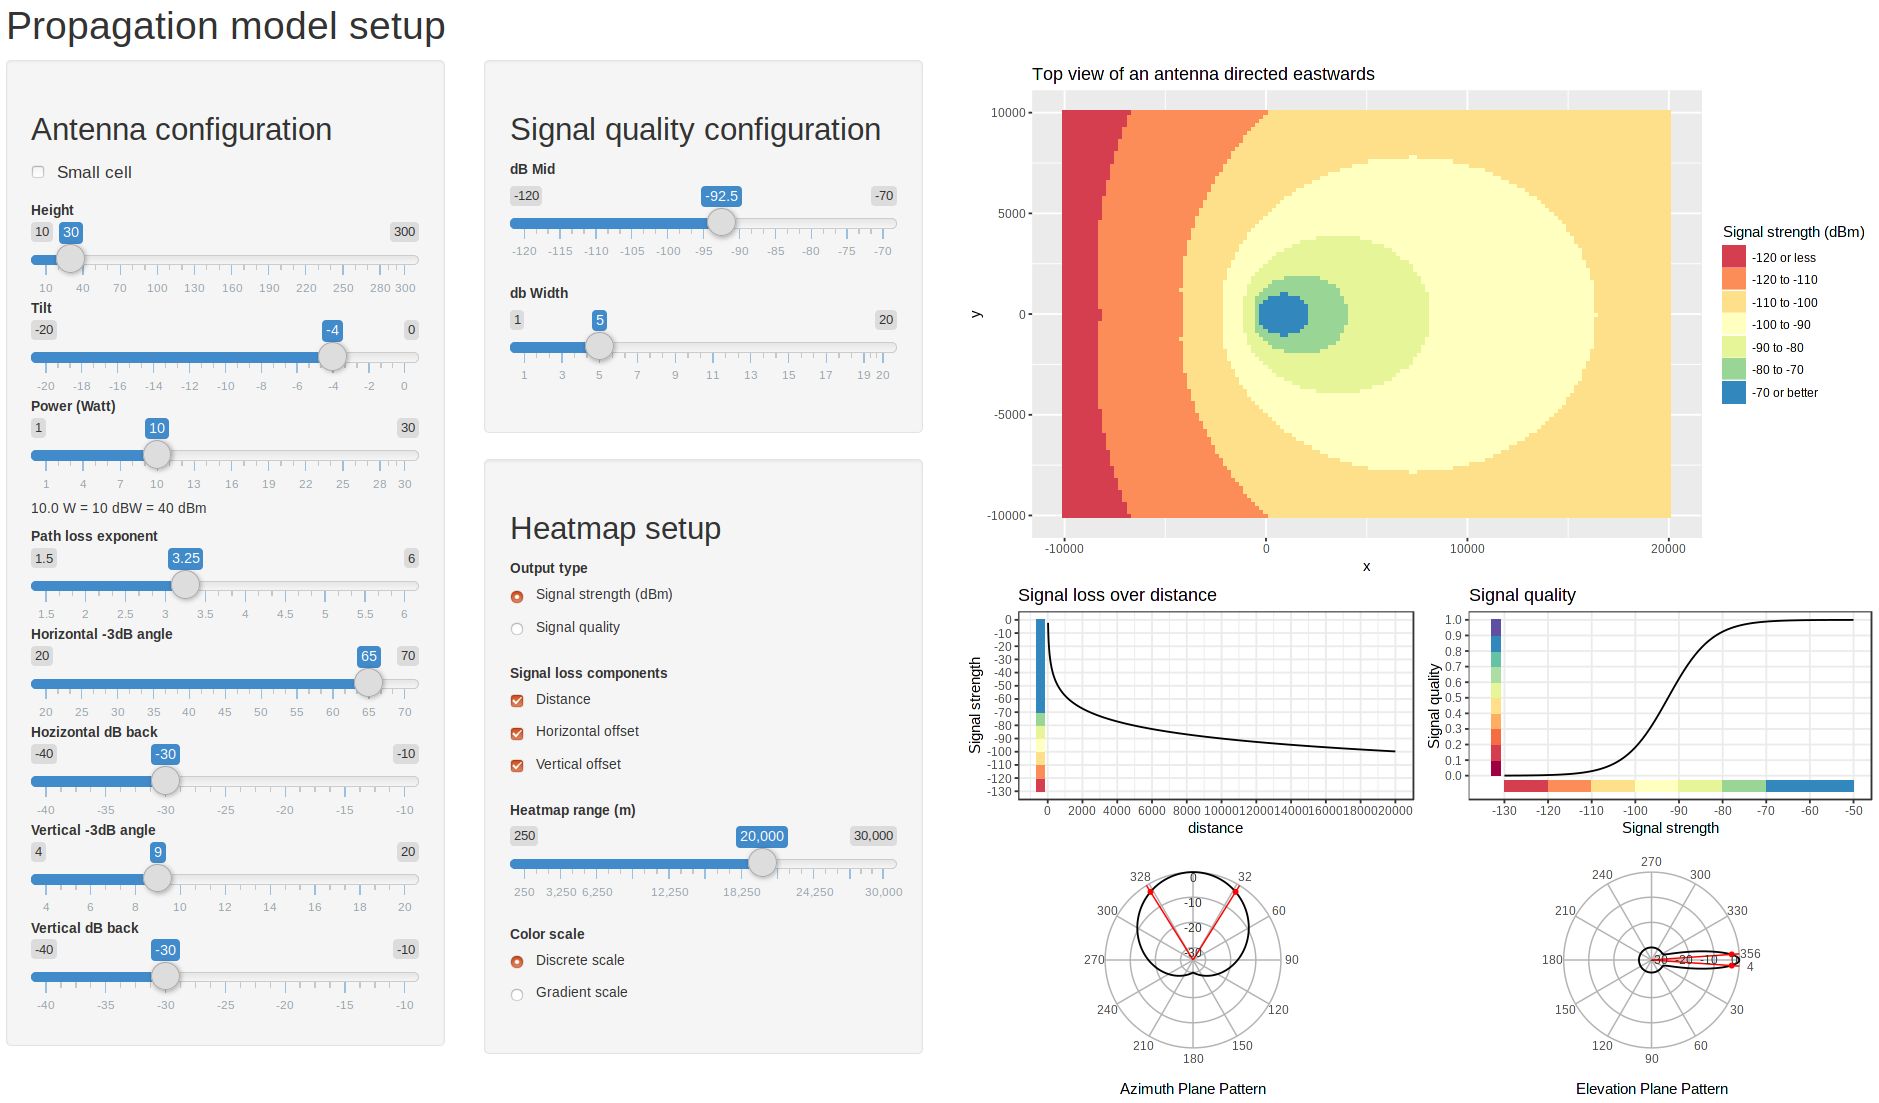 Propagation model setup
Antenna configuration
Small cell
Height
10 30 300
10 40 70 100 130 160 190 220 250 280 300
Tilt
-20 -4 0
-20 -18 -16 -14 -12 -10 -8 -6 -4 -2 0
Power (Watt)
1 10 30
1 4 7 10 13 16 19 22 25 28 30
10.0 W = 10 dBW = 40 dBm
Path loss exponent
1.5 3.25 6
1.5 2 2.5 3 3.5 4 4.5 5 5.5 6
Horizontal -3dB angle
20 65 70
20 25 30 35 40 45 50 55 60 65 70
Hozizontal dB back
-40 -30 -10
-40 -35 -30 -25 -20 -15 -10
Vertical -3dB angle
4 9 20
4 6 8 10 12 14 16 18 20
Vertical dB back
-40 -30 -10
-40 -35 -30 -25 -20 -15 -10
Signal quality configuration
dB Mid
-120 -92.5 -70
-120 -115 -110 -105 -100 -95 -90 -85 -80 -75 -70
db Width
1 5 20
1 3 5 7 9 11 13 15 17 19 20
Heatmap setup
Output type
Signal strength (dBm)
Signal quality
Signal loss components
Distance
Horizontal offset
Vertical offset
Heatmap range (m)
250 20,000 30,000
250 3,250 6,250 12,250 18,250 24,250 30,000
Color scale
Discrete scale
Gradient scale
Top view of an antenna directed eastwards
10000
5000
0
-5000
-10000
y
-10000 0 10000 20000
x
Signal strength (dBm)
-120 or less
-120 to -110
-110 to -100
-100 to -90
-90 to -80
-80 to -70
-70 or better
Signal loss over distance
0
-10
-20
-30
-40
-50
-60
-70
-80
-90
-100
-110
-120
-130
Signal strength
0 2000 4000 6000 8000 10000 12000 14000 16000 18000 20000
distance
Signal quality
1.0
0.9
0.8
0.7
0.6
0.5
0.4
0.3
0.2
0.1
0.0
Signal quality
-130 -120 -110 -100 -90 -80 -70 -60 -50
Signal strength
328 0 32
300 -10 60
-20
-30
270 90
240 120
210 150
180
Azimuth Plane Pattern
270
240 300
210 330
356
180 -30 -20 -10 0
4
150 30
120 60
90
Elevation Plane Pattern